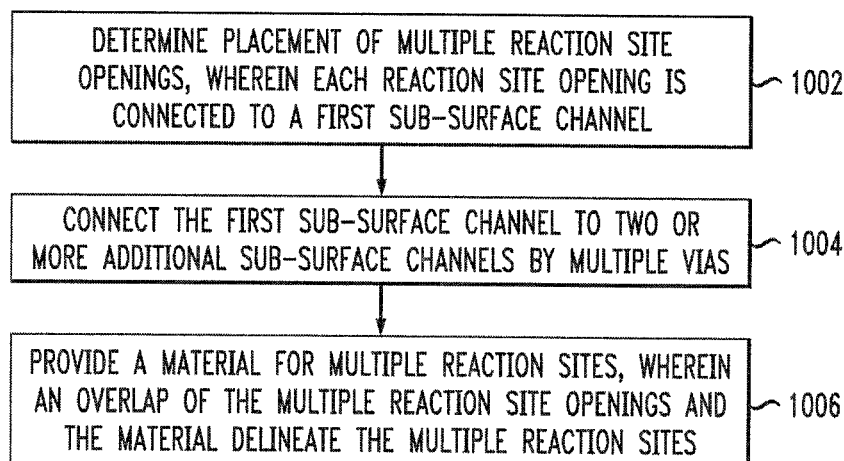 DETERMINE PLACEMENT OF MULTIPLE REACTION SITE
OPENINGS, WHEREIN EACH REACTION SITE OPENING IS
CONNECTED TO A FIRST SUB-SURFACE CHANNEL
1002
CONNECT THE FIRST SUB-SURFACE CHANNEL TO TWO OR
MORE ADDITIONAL SUB-SURFACE CHANNELS BY MULTIPLE VIAS
1004
PROVIDE A MATERIAL FOR MULTIPLE REACTION SITES, WHEREIN
AN OVERLAP OF THE MULTIPLE REACTION SITE OPENINGS AND
THE MATERIAL DELINEATE THE MULTIPLE REACTION SITES
1006